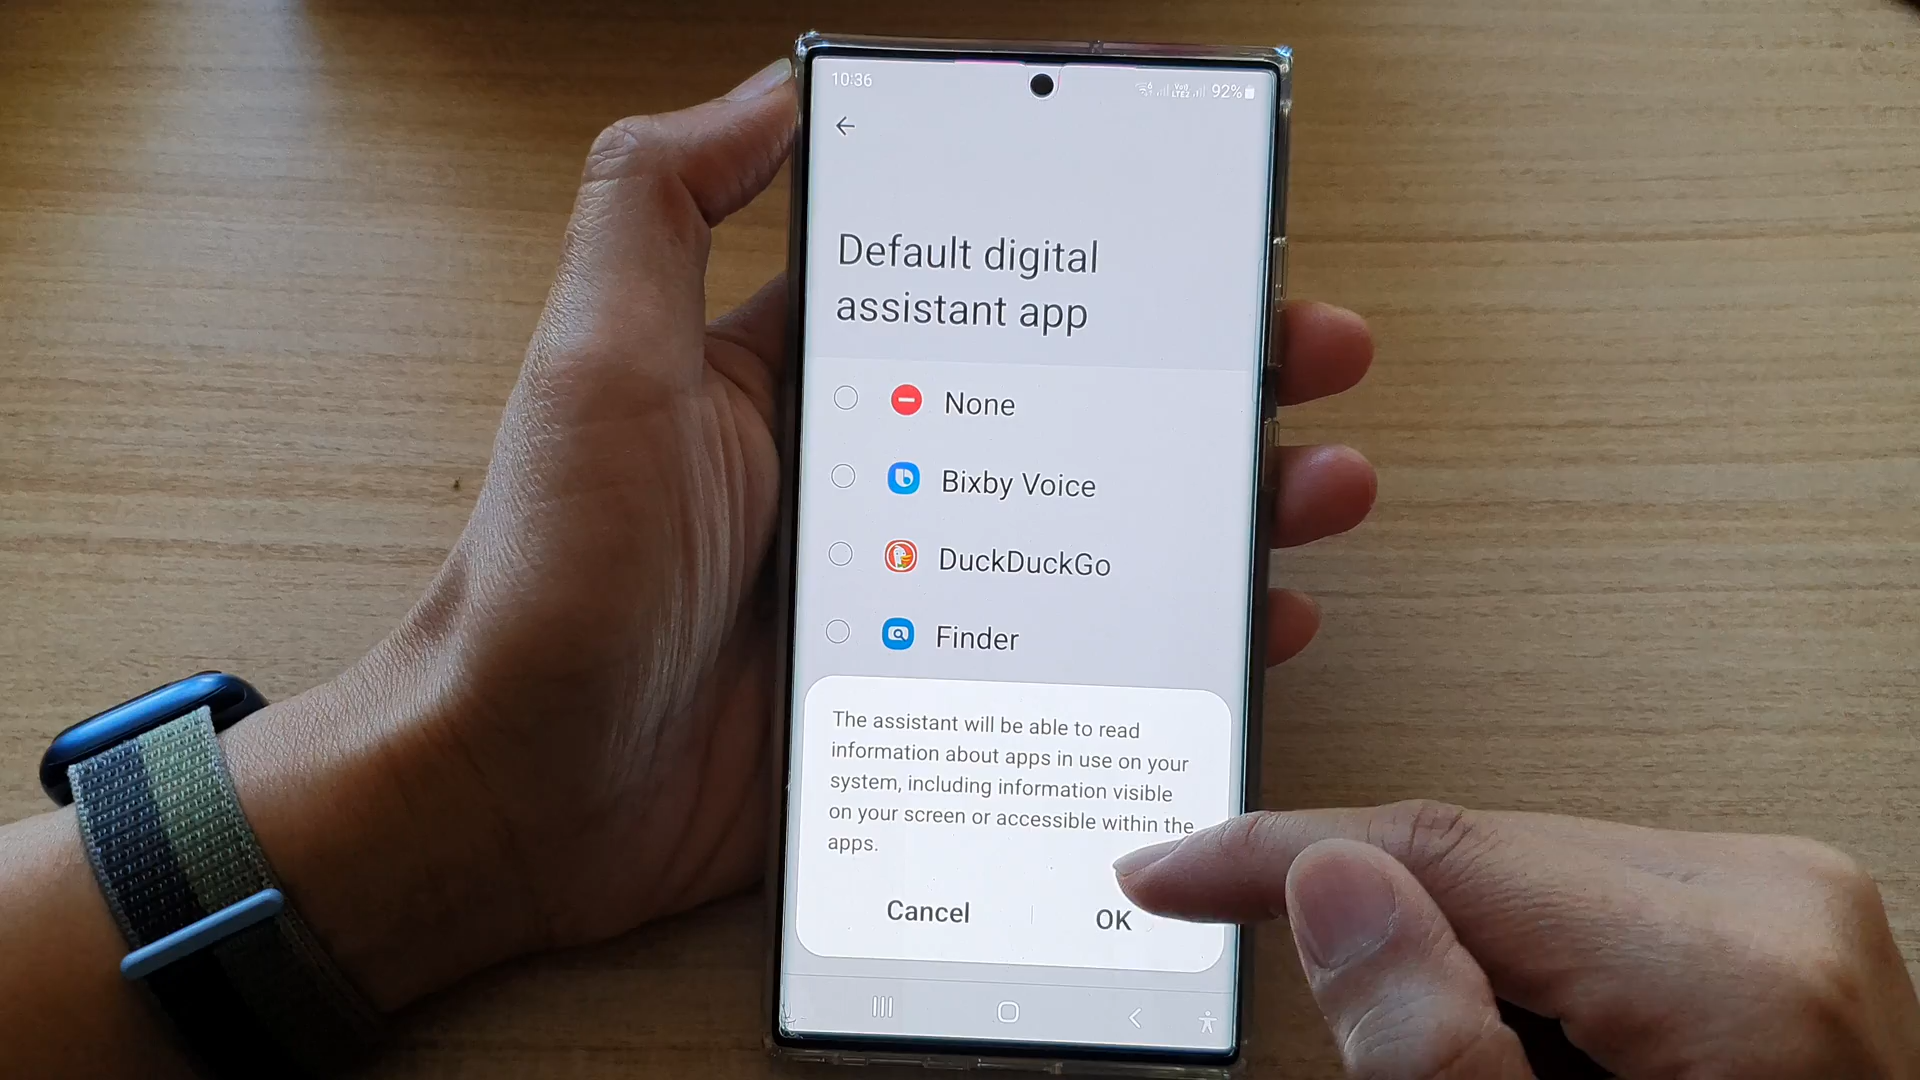 10:36
92%
Default digital
assistant app
None
Bixby Voice
DuckDuckGo
Finder
The assistant will be able to read
information about apps in use on your
system, including information visible
on your screen or accessible within the
apps.
Cancel
OK